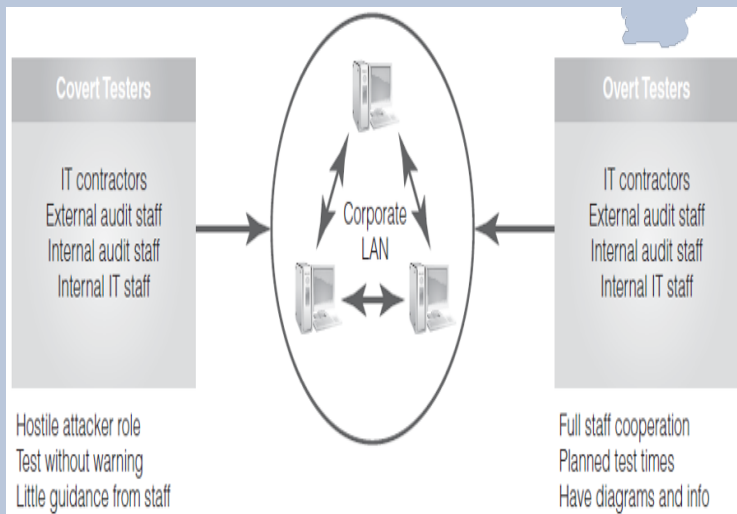 Covert Testers
IT contractors
External audit staff
Internal audit staff
Internal IT staff
Hostile attacker role
Test without warning
Little guidance from staff
Corporate
LAN
Overt Testers
IT contractors
External audit staff
Internal audit staff
Internal IT staff
Full staff cooperation
Planned test times
Have diagrams and info